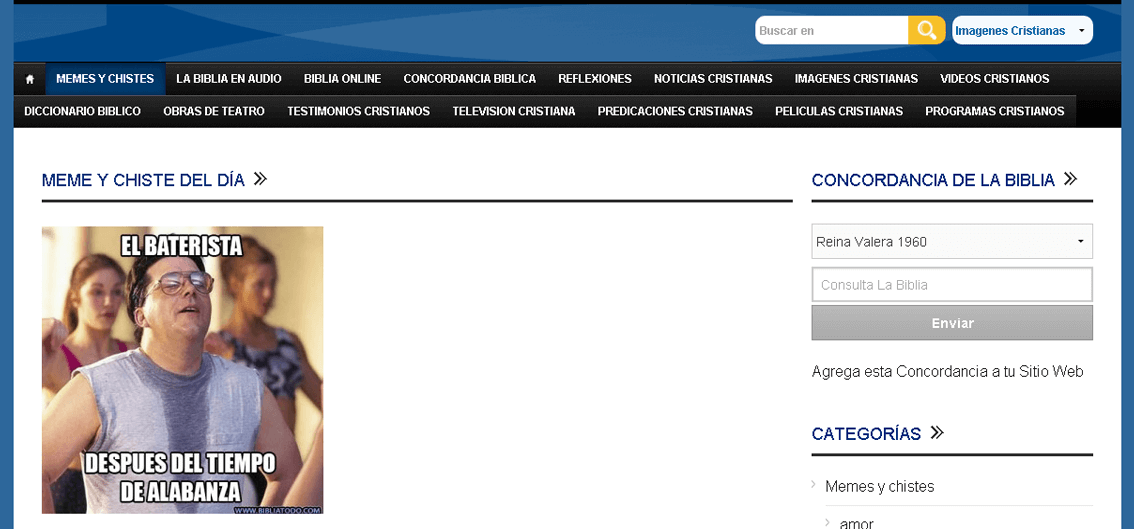 Buscar en
Imagenes Cristianas
MEMES Y CHISTES
LA BIBLIA EN AUDIO
BIBLIA ONLINE
CONCORDANCIA BIBLICA
REFLEXIONES
NOTICIAS CRISTIANAS
IMAGENES CRISTIANAS
VIDEOS CRISTIANOS
DICCIONARIO BIBLICO
OBRAS DE TEATRO
TESTIMONIOS CRISTIANOS
TELEVISION CRISTIANA
PREDICACIONES CRISTIANAS
PELICULAS CRISTIANAS
PROGRAMAS CRISTIANOS
MEME Y CHISTE DEL DÍA
EL BATERISTA
DESPUES DEL TIEMPO
DE ALABANZA
WWW.BIBLIATODO.COM
CONCORDANCIA DE LA BIBLIA
Reina Valera 1960
Consulta La Biblia
Enviar
Agrega esta Concordancia a tu Sitio Web
CATEGORÍAS
Memes y chistes
amor